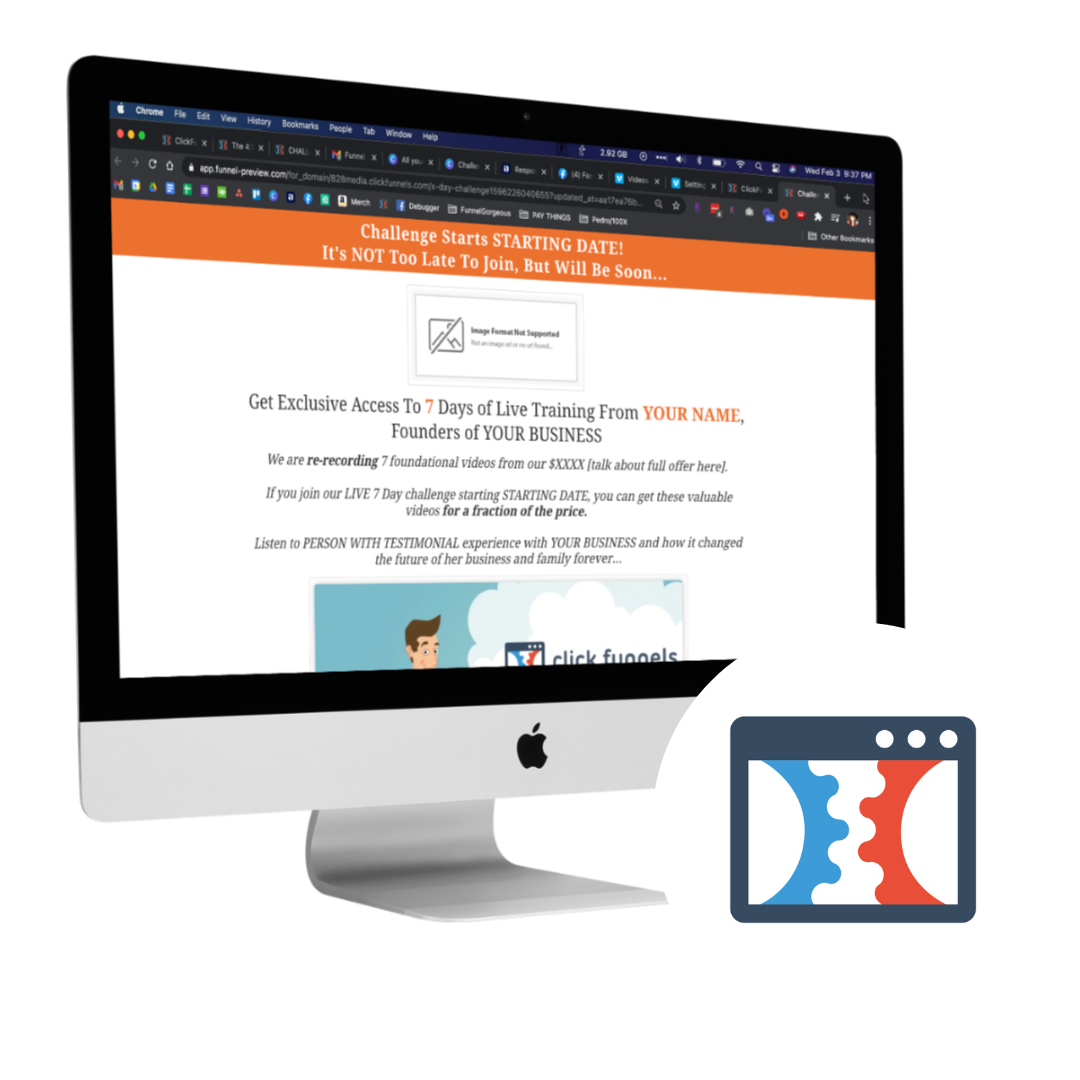 Chrome File Edit View History Bookmarks People Tab Window Help 2.92 GB Wed Feb 3 9:37 PM
ClickF The 4: CHAL Funnel All you Challe Respo (4) Fac Videos Settin ClickF Challe
app.funnel-preview.com/for_domain/828media.clickfunnels.com/x-day-challenge1596226040655?updated_at=aa17ea76b...
Merch Debugger FunnelGorgeous PAY THINGS Pedro/100X Other Bookmarks
Challenge Starts STARTING DATE!
It's NOT Too Late To Join, But Will Be Soon...
Image Format Not Supported
Not an image url or no url found...
Get Exclusive Access To 7 Days of Live Training From YOUR NAME,
Founders of YOUR BUSINESS
We are re-recording 7 foundational videos from our $XXXX [talk about full offer here].
If you join our LIVE 7 Day challenge starting STARTING DATE, you can get these valuable
videos for a fraction of the price.
Listen to PERSON WITH TESTIMONIAL experience with YOUR BUSINESS and how it changed
the future of her business and family forever...
click funnels